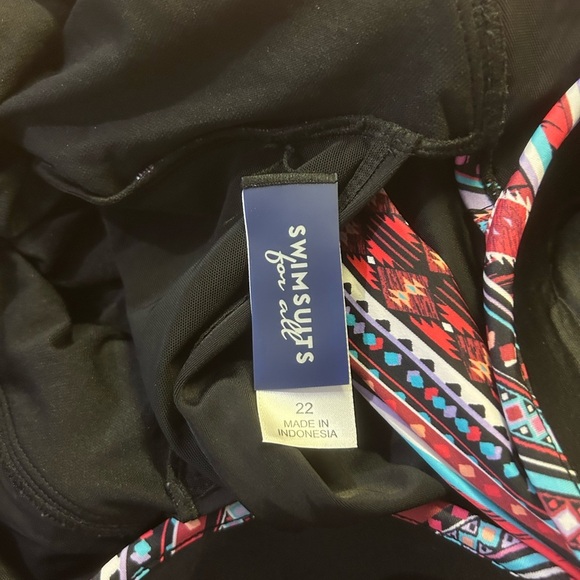 SWIMSUITS
for all
22
MADE IN
INDONESIA